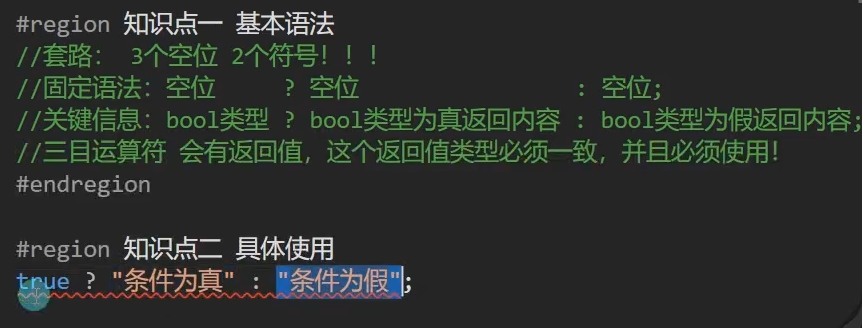 #region 知识点一 基本语法
//套路： 3个空位 2个符号！！！
//固定语法：空位 ? 空位 : 空位;
//关键信息：bool类型 ? bool类型为真返回内容 : bool类型为假返回内容;
//三目运算符 会有返回值，这个返回值类型必须一致，并且必须使用！
#endregion
#region 知识点二 具体使用
true ? "条件为真" : "条件为假";